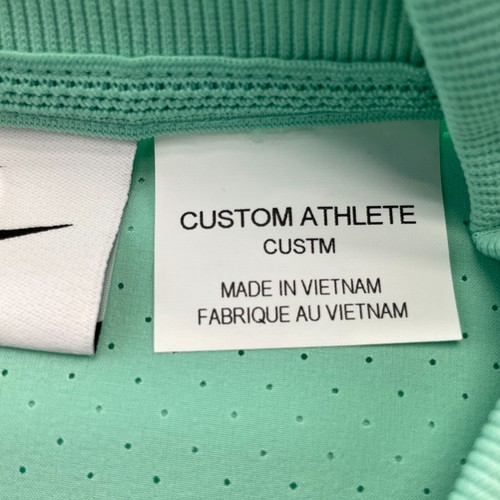 CUSTOM ATHLETE
CUSTM
MADE IN VIETNAM
FABRIQUE AU VIETNAM